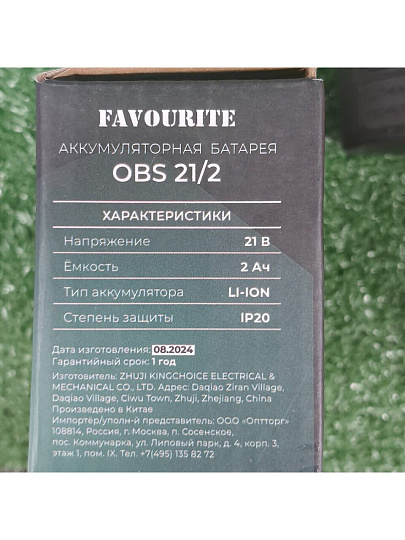 FAVOURITE
АККУМУЛЯТОРНАЯ БАТАРЕЯ
OBS 21/2
ХАРАКТЕРИСТИКИ
Напряжение 21 В
Ёмкость 2 Ач
Тип аккумулятора LI-ION
Степень защиты IP20
Дата изготовления: 08.2024
Гарантийный срок: 1 год
Изготовитель: ZHUJI KINGCHOICE ELECTRICAL &
MECHANICAL CO., LTD. Адрес: Daqiao Ziran Village,
Daqiao Village, Ciwu Town, Zhuji, Zhejiang, China
Произведено в Китае
Импортёр/уполн-й представитель: ООО «Оптторг»
108814, Россия, г. Москва, п. Сосенское,
пос. Коммунарка, ул. Липовый парк, д. 4, корп. 3,
этаж 1, пом. IX. Тел. +7(495) 135 82 72